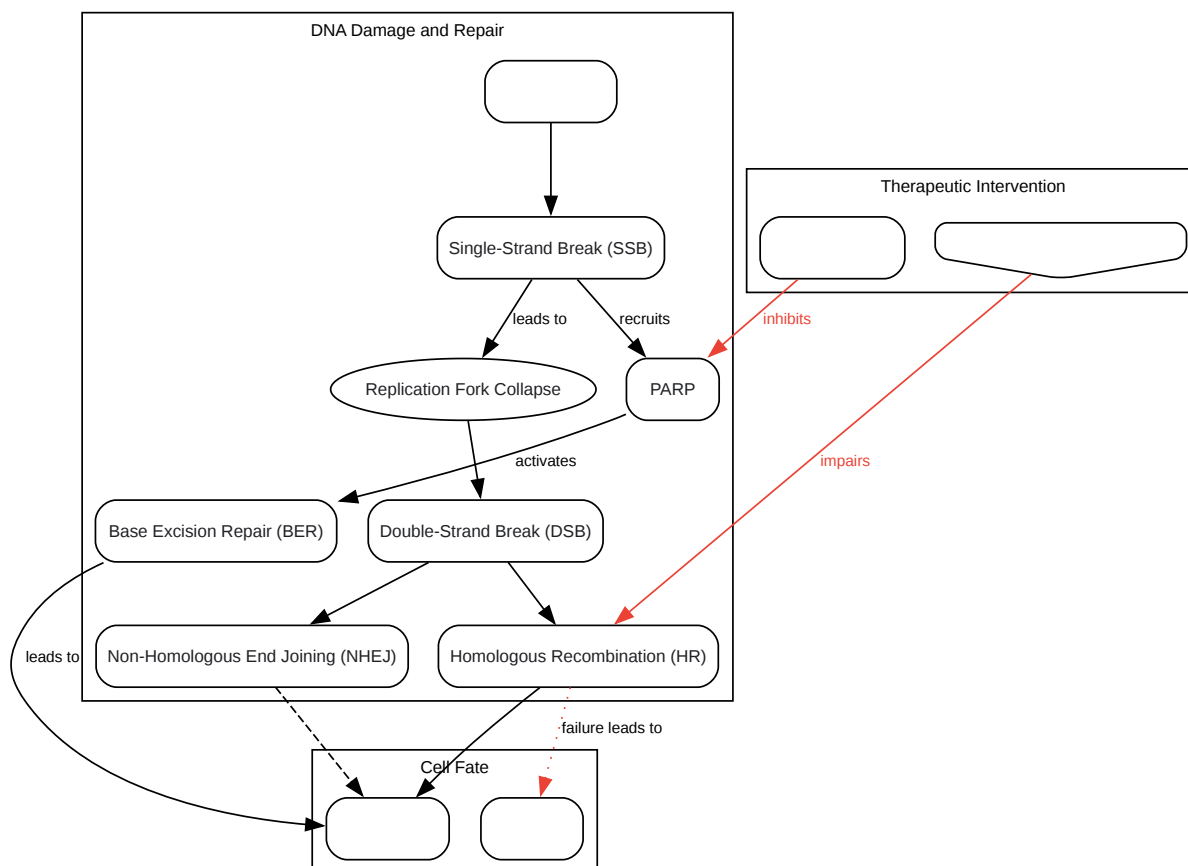 DNA Damage and Repair
Therapeutic Intervention
Single-Strand Break (SSB)
leads to
recruits
inhibits
Replication Fork Collapse
PARP
activates
impairs
Base Excision Repair (BER)
Double-Strand Break (DSB)
leads to
Non-Homologous End Joining (NHEJ)
Homologous Recombination (HR)
failure leads to
Cell Fate